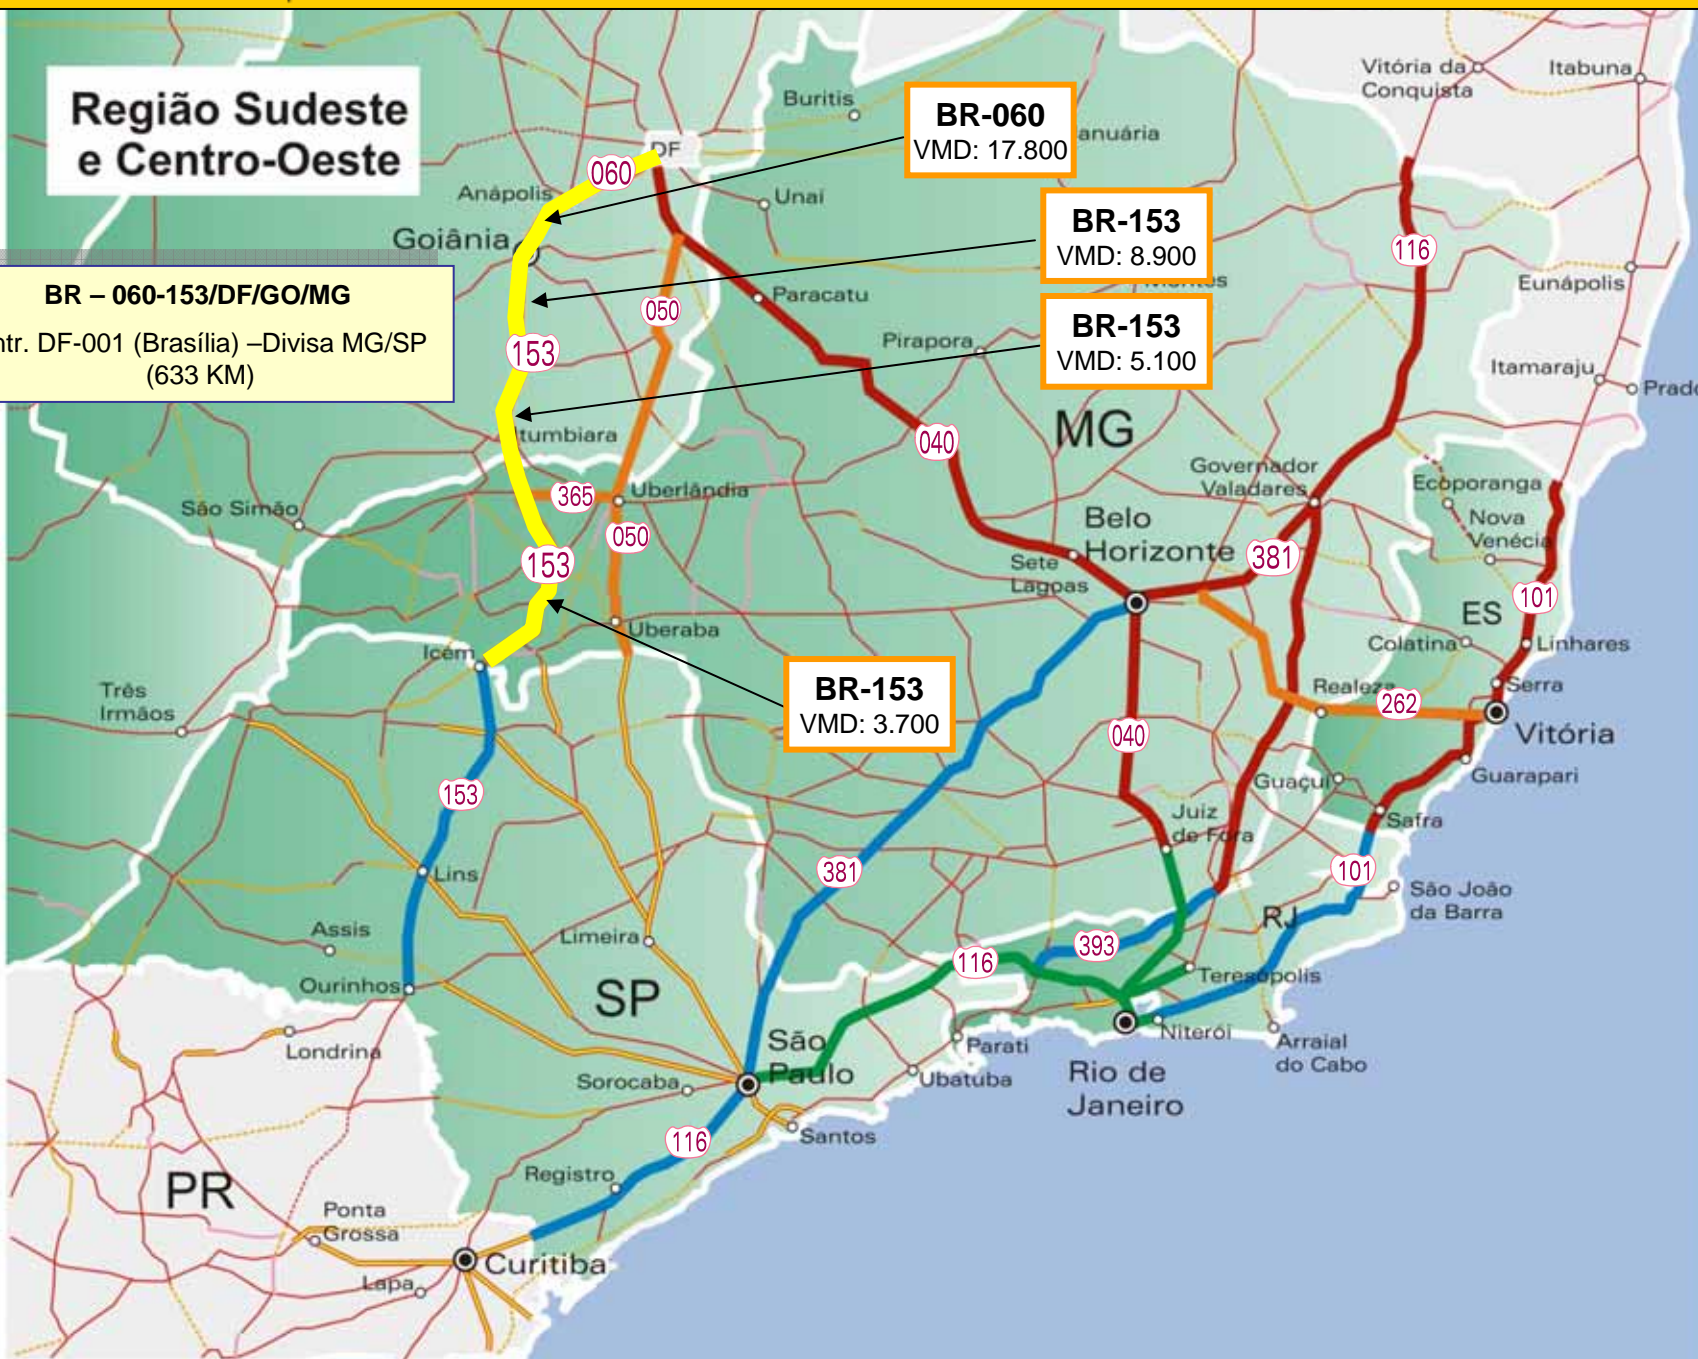 Região Sudeste
e Centro-Oeste
Buritis
BR-060
VMD: 17.800
anuária
Vitória da
Conquista
Itabuna
DF
060
Anápolis
Unaí
Goiânia
BR-153
VMD: 8.900
116
Eunápolis
BR – 060-153/DF/GO/MG
ntr. DF-001 (Brasília) –Divisa MG/SP
(633 KM)
050
Paracatu
153
Pirapora
BR-153
VMD: 5.100
Itamaraju
Prado
tumbiara
040
MG
Governador
Valadares
Ecoporanga
365
Uberlândia
São Simão
050
Belo
Horizonte
Nova
Venécia
153
Sete
Lagoas
381
101
ES
Uberaba
Colatina
Linhares
Icém
Três
Irmãos
BR-153
VMD: 3.700
Realeza
262
Serra
Vitória
040
Guaçuí
Guarapari
153
Juiz
de Fora
Safra
Lins
381
101
São João
da Barra
RJ
Assis
Limeira
393
116
Teresópolis
Ourinhos
SP
Londrina
São
Paulo
Parati
Niterói
Arraial
do Cabo
Sorocaba
Ubatuba
Rio de
Janeiro
116
Santos
PR
Registro
Ponta
Grossa
Curitiba
Lapa